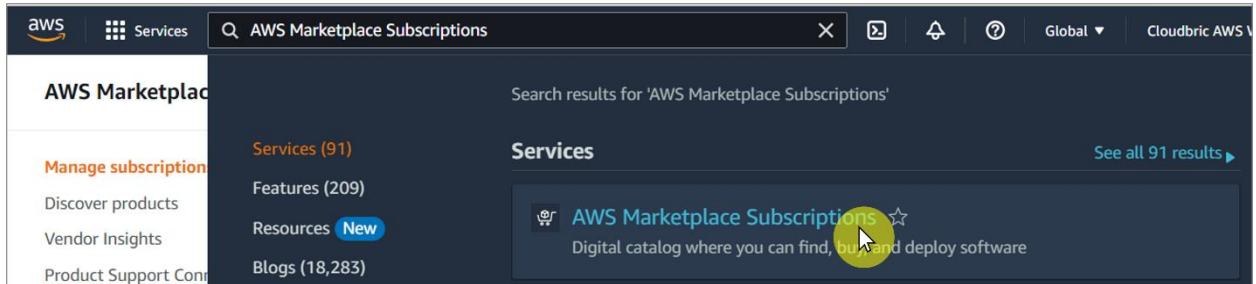 aws Services AWS Marketplace Subscriptions Global Cloudbric AWS
AWS Marketplac
Manage subscription
Discover products
Vendor Insights
Product Support Conn
Services (91)
Features (209)
Resources New
Blogs (18,283)
Search results for 'AWS Marketplace Subscriptions'
Services
See all 91 results
AWS Marketplace Subscriptions
Digital catalog where you can find, buy, and deploy software